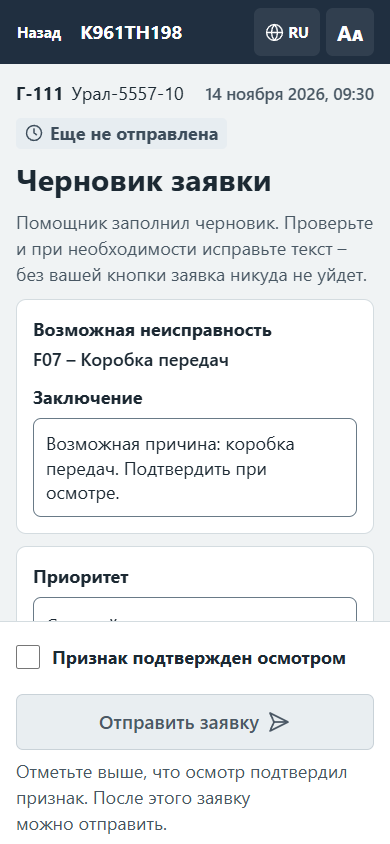 Назад K961TH198 RU Aa
Г-111 Урал-5557-10 14 ноября 2026, 09:30
Еще не отправлена
Черновик заявки
Помощник заполнил черновик. Проверьте
и при необходимости исправьте текст –
без вашей кнопки заявка никуда не уйдет.
Возможная неисправность
F07 – Коробка передач
Заключение
Возможная причина: коробка
передач. Подтвердить при
осмотре.
Приоритет
Признак подтвержден осмотром
Отправить заявку
Отметьте выше, что осмотр подтвердил
признак. После этого заявку
можно отправить.